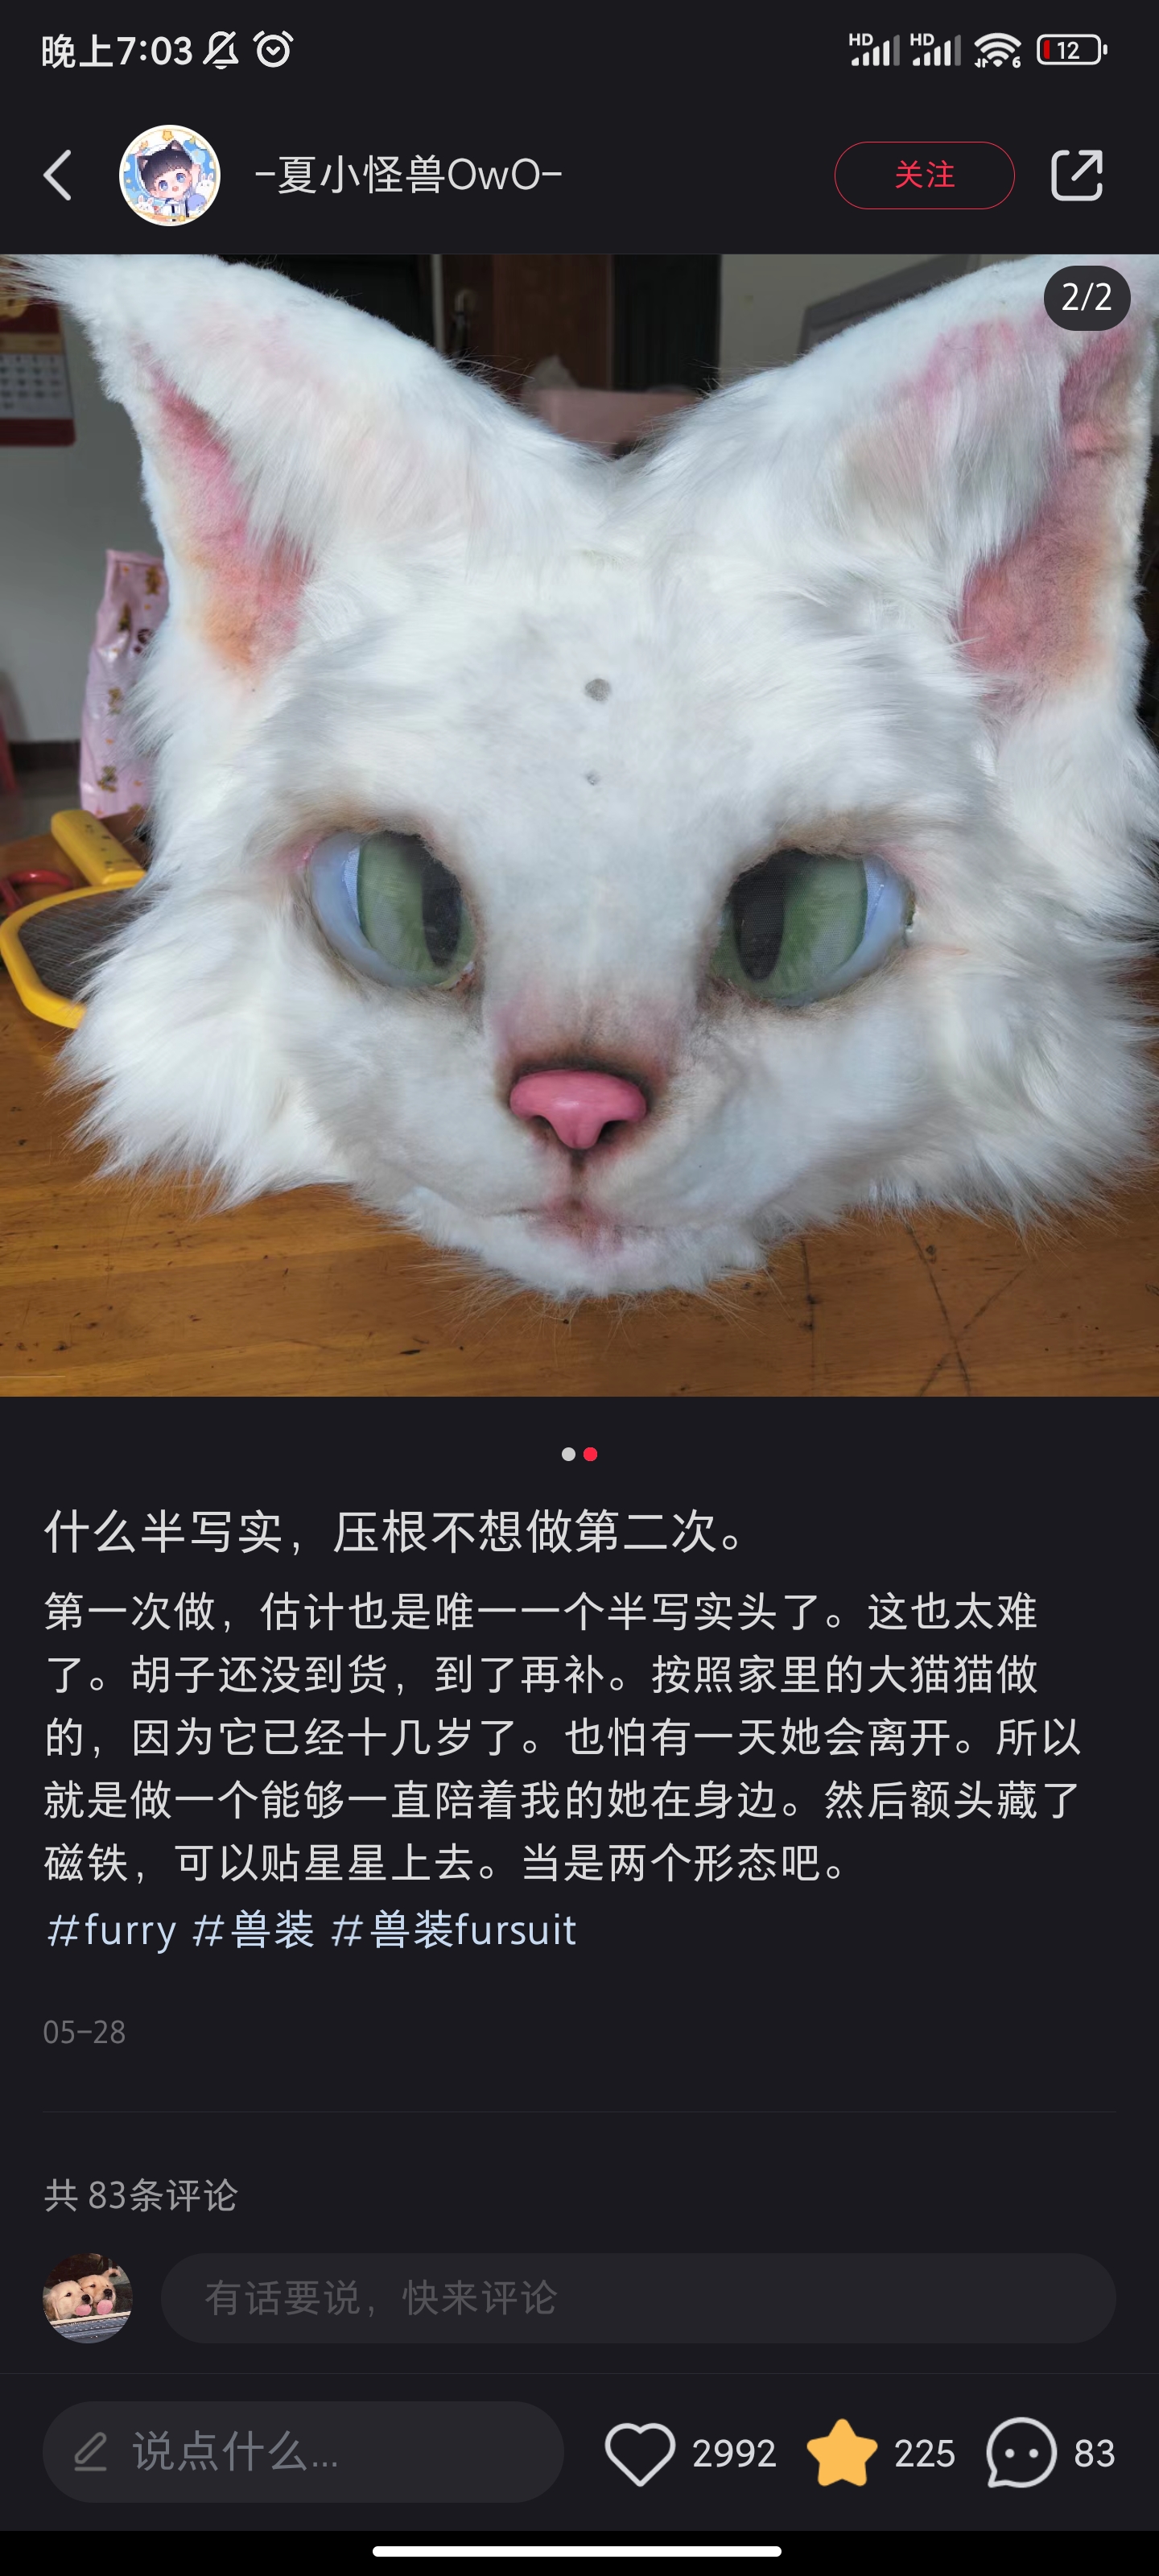 晚上7:03
HD HD 6 12
-夏小怪兽OwO-
关注
2/2
什么半写实，压根不想做第二次。
第一次做，估计也是唯一一个半写实头了。这也太难
了。胡子还没到货，到了再补。按照家里的大猫猫做
的，因为它已经十几岁了。也怕有一天她会离开。所以
就是做一个能够一直陪着我的她在身边。然后额头藏了
磁铁，可以贴星星上去。当是两个形态吧。
#furry #兽装 #兽装fursuit
05-28
共 83条评论
有话要说，快来评论
说点什么...
2992
225
83